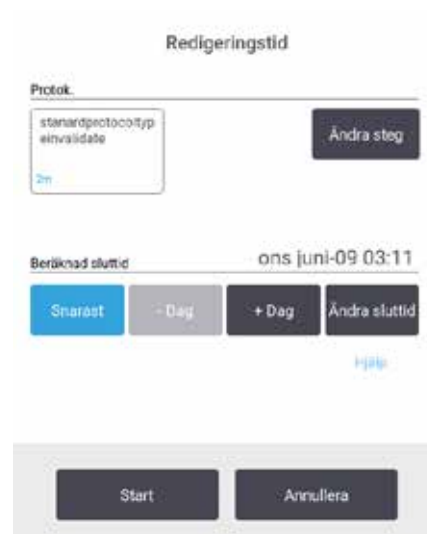 Redigeringstid
Protok.
stanardprotocoltyp
einvalidate
Ändra steg
2m
Beräknad sluttid
ons juni-09 03:11
Snarast
- Dag
+ Dag
Ändra sluttid
Hjälp
Start
Annullera